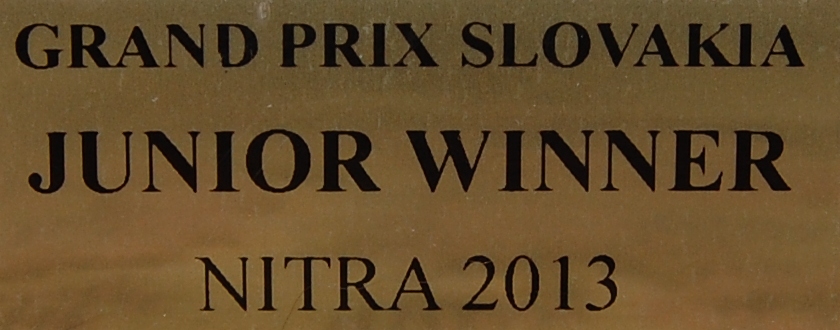 GRAND PRIX SLOVAKIA
JUNIOR WINNER
NITRA 2013